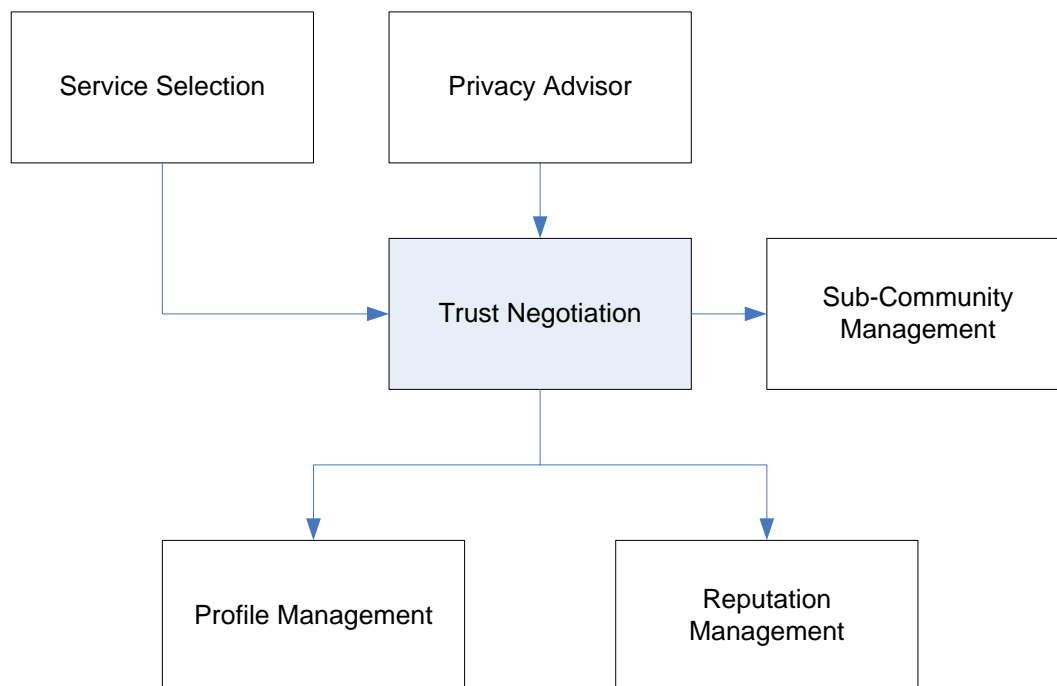 Service Selection
Privacy Advisor
Trust Negotiation
Sub-Community
Management
Profile Management
Reputation
Management